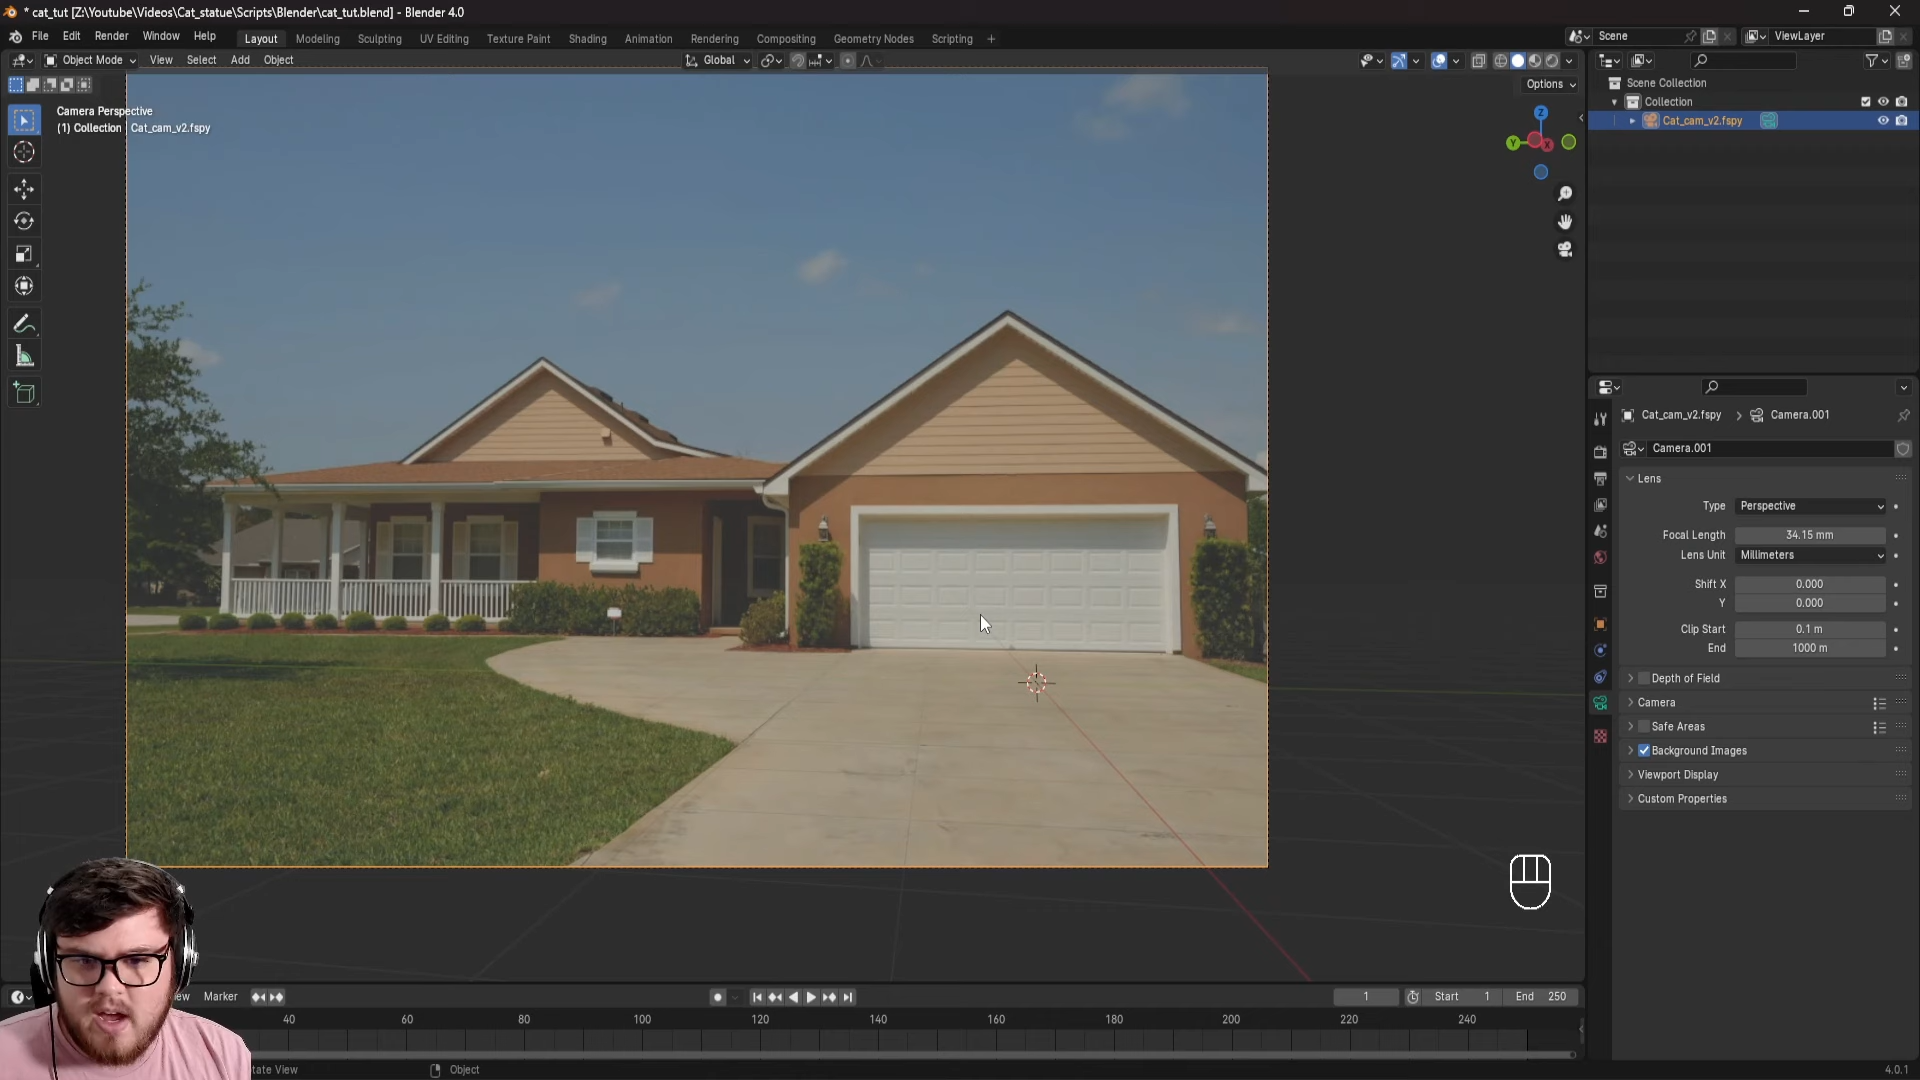 * cat_tut [Z:\Youtube\Videos\Cat_statue\Scripts\Blender\cat_tut.blend] - Blender 4.0
File Edit Render Window Help Layout Modeling Sculpting UV Editing Texture Paint Shading Animation Rendering Compositing Geometry Nodes Scripting + Scene ViewLayer
Object Mode View Select Add Object Global
Options
Camera Perspective
(1) Collection | Cat_cam_v2.fspy
Z
Y
X
Scene Collection
Collection
Cat_cam_v2.fspy
Cat_cam_v2.fspy > Camera.001
Camera.001
Lens
Type Perspective
Focal Length 34.15 mm
Lens Unit Millimeters
Shift X 0.000
Y 0.000
Clip Start 0.1 m
End 1000 m
Depth of Field
Camera
Safe Areas
Background Images
Viewport Display
Custom Properties
Marker 1 Start 1 End 250
40 60 80 100 120 140 160 180 200 220 240
View Object 4.0.1